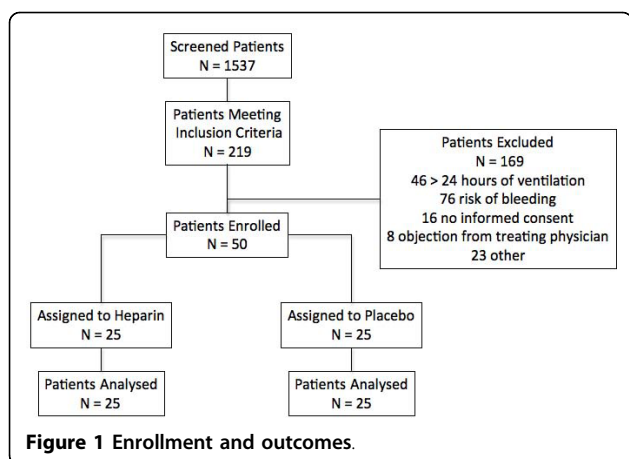 Screened Patients
N = 1537
Patients Meeting
Inclusion Criteria
N = 219
Patients Excluded
N = 169
46 > 24 hours of ventilation
76 risk of bleeding
16 no informed consent
8 objection from treating physician
23 other
Patients Enrolled
N = 50
Assigned to Heparin
N = 25
Assigned to Placebo
N = 25
Patients Analysed
N = 25
Patients Analysed
N = 25
Figure 1 Enrollment and outcomes.